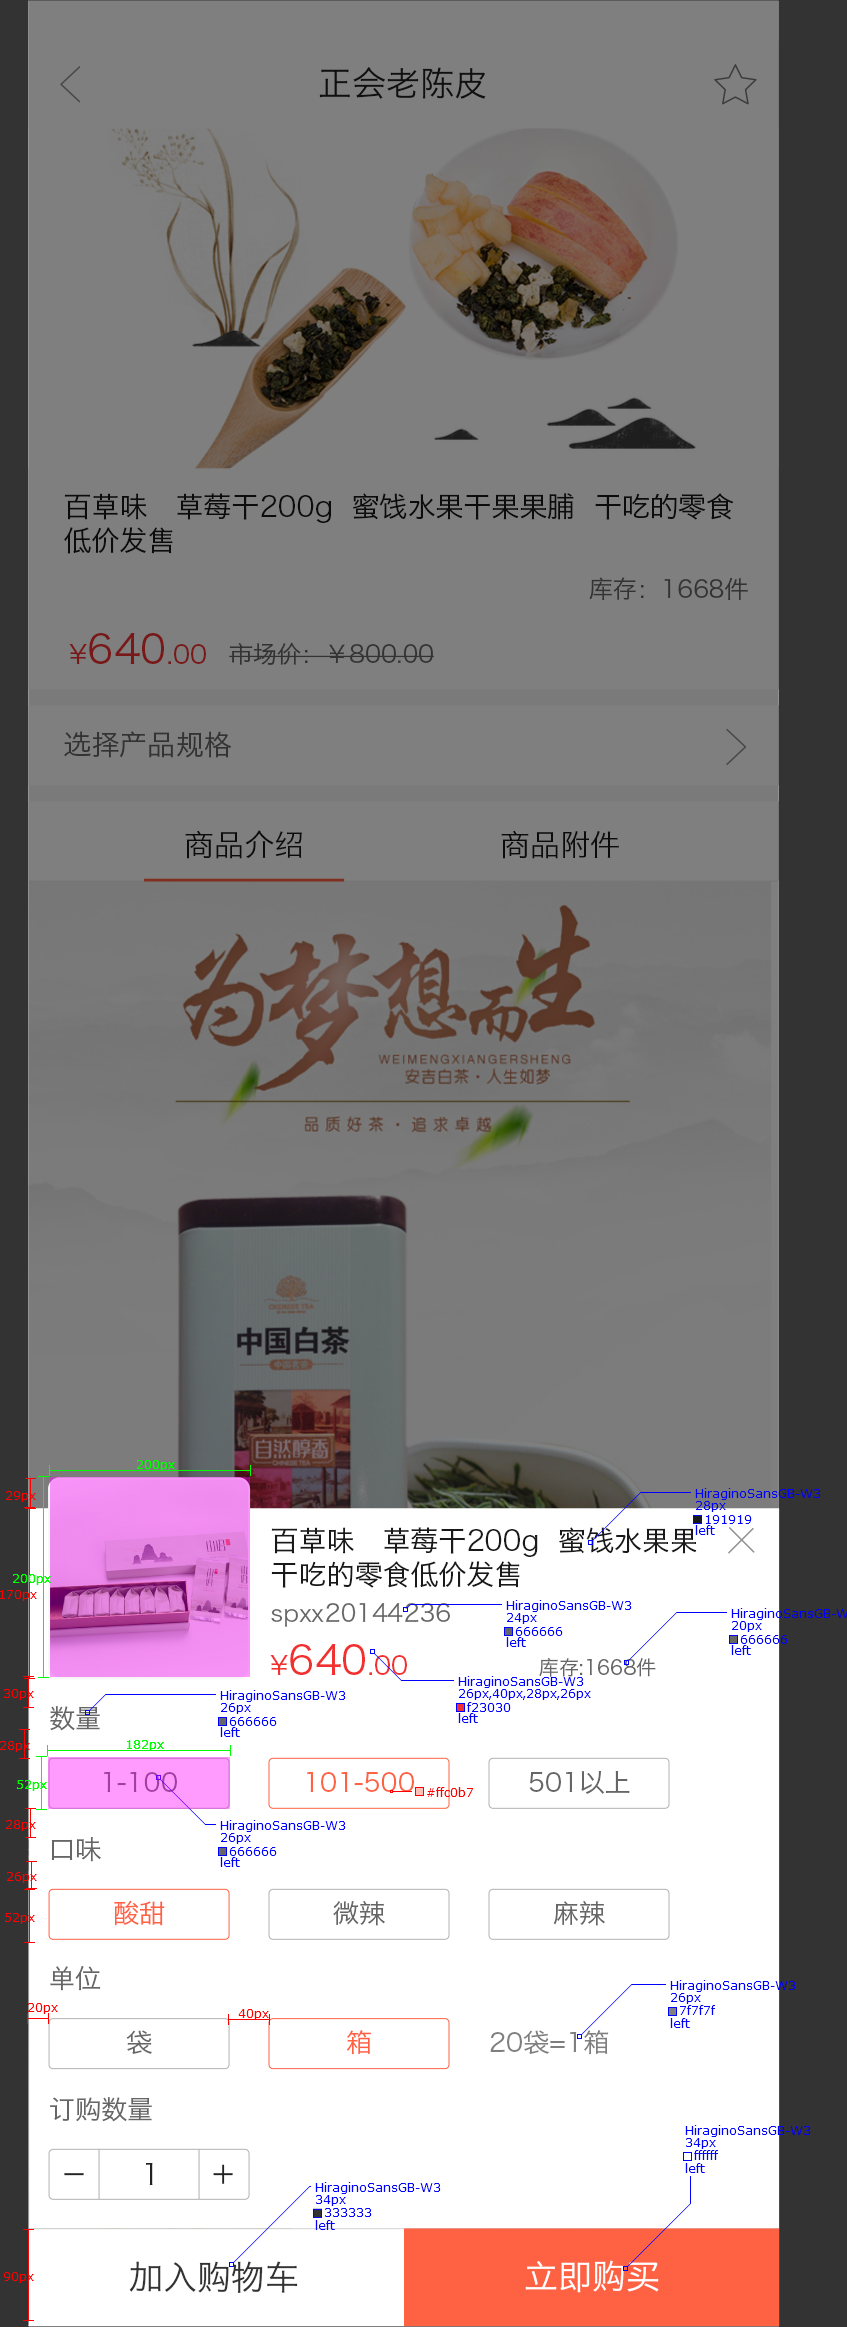 正会老陈皮
百草味　草莓干200g 蜜饯水果干果果脯 干吃的零食
低价发售
库存：1668件
¥640.00 市场价：￥800.00
选择产品规格
商品介绍 商品附件
为梦想而生
WEIMENGXIANGERSHENG
安吉白茶·人生如梦
品质好茶·追求卓越
中国白茶
自然醇香
CHINESE TEA
200px
29px
200px
170px
百草味　草莓干200g 蜜饯水果果
干吃的零食低价发售
HiraginoSansGB-W3
28px
191919
left
spxx20144236
HiraginoSansGB-W3
24px
666666
left
HiraginoSansGB-W3
20px
666666
left
¥640.00
库存:1668件
HiraginoSansGB-W3
26px,40px,28px,26px
f23030
left
30px
数量
HiraginoSansGB-W3
26px
666666
left
28px
182px
52px
1-100 101-500 501以上
#ffc0b7
28px
HiraginoSansGB-W3
26px
666666
left
口味
26px
52px
酸甜 微辣 麻辣
单位
HiraginoSansGB-W3
26px
7f7f7f
left
20px
40px
袋 箱 20袋=1箱
订购数量
HiraginoSansGB-W3
34px
ffffff
left
− 1 +
HiraginoSansGB-W3
34px
333333
left
90px
加入购物车 立即购买